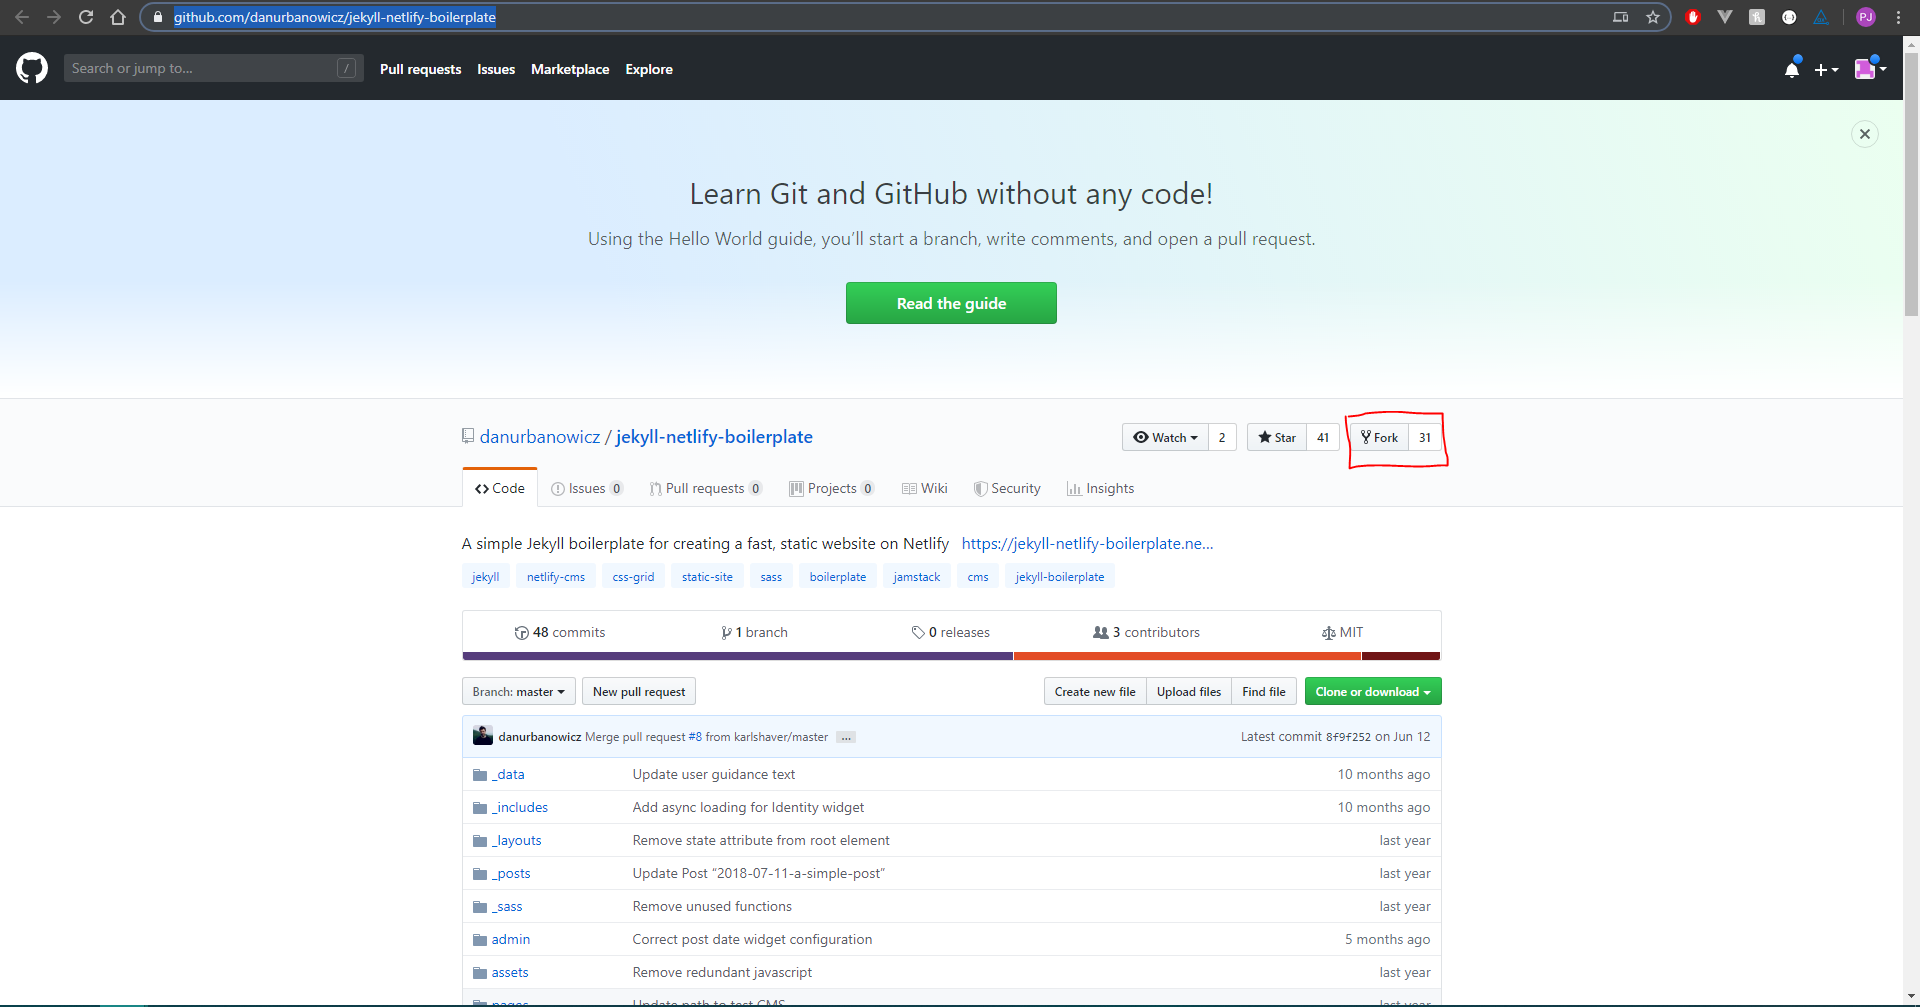 github.com/danurbanowicz/jekyll-netlify-boilerplate
PJ
Search or jump to... /
Pull requests Issues Marketplace Explore
Learn Git and GitHub without any code!
Using the Hello World guide, you’ll start a branch, write comments, and open a pull request.
Read the guide
danurbanowicz / jekyll-netlify-boilerplate
Watch 2 Star 41 Fork 31
Code Issues 0 Pull requests 0 Projects 0 Wiki Security Insights
A simple Jekyll boilerplate for creating a fast, static website on Netlify https://jekyll-netlify-boilerplate.ne...
jekyll netlify-cms css-grid static-site sass boilerplate jamstack cms jekyll-boilerplate
48 commits 1 branch 0 releases 3 contributors MIT
Branch: master New pull request Create new file Upload files Find file Clone or download
danurbanowicz Merge pull request #8 from karlshaver/master ... Latest commit 8f9f252 on Jun 12
_data Update user guidance text 10 months ago
_includes Add async loading for Identity widget 10 months ago
_layouts Remove state attribute from root element last year
_posts Update Post “2018-07-11-a-simple-post” last year
_sass Remove unused functions last year
admin Correct post date widget configuration 5 months ago
assets Remove redundant javascript last year
pages Update path to test CMS last year